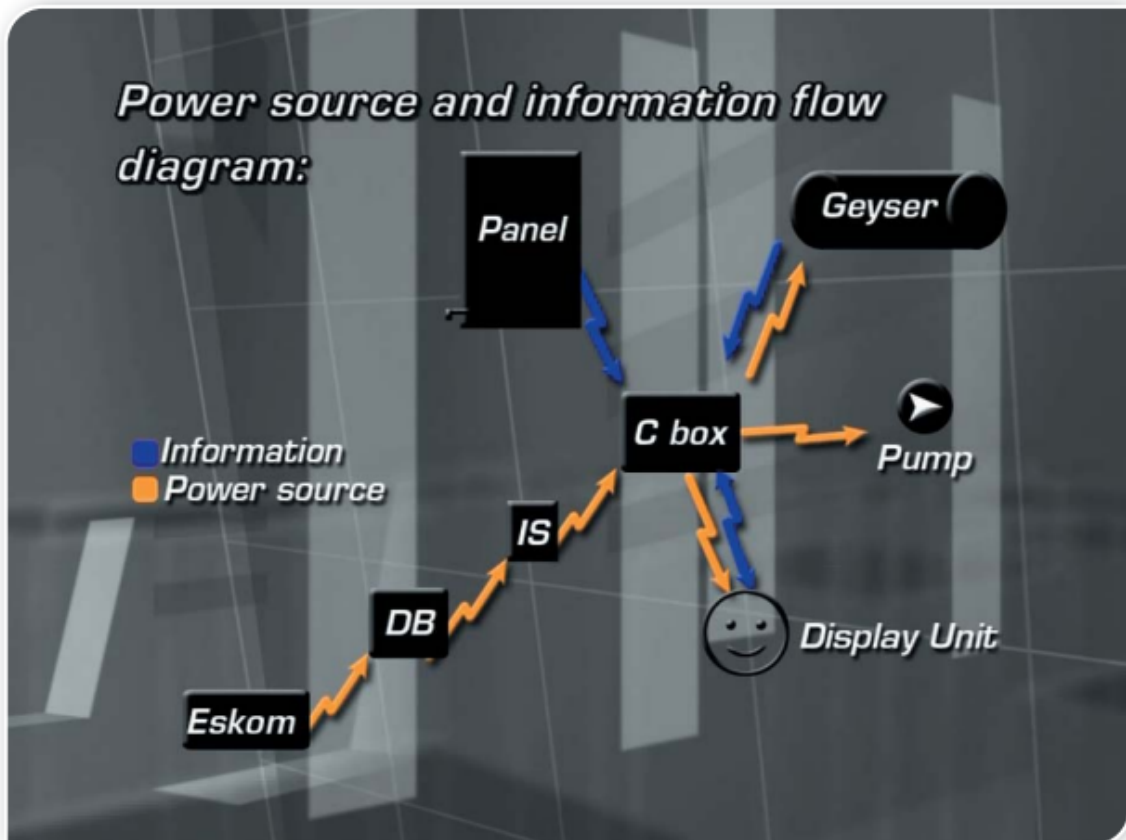 Power source and information flow
diagram:
Panel
Geyser
C box
Pump
Information
Power source
IS
DB
Display Unit
Eskom